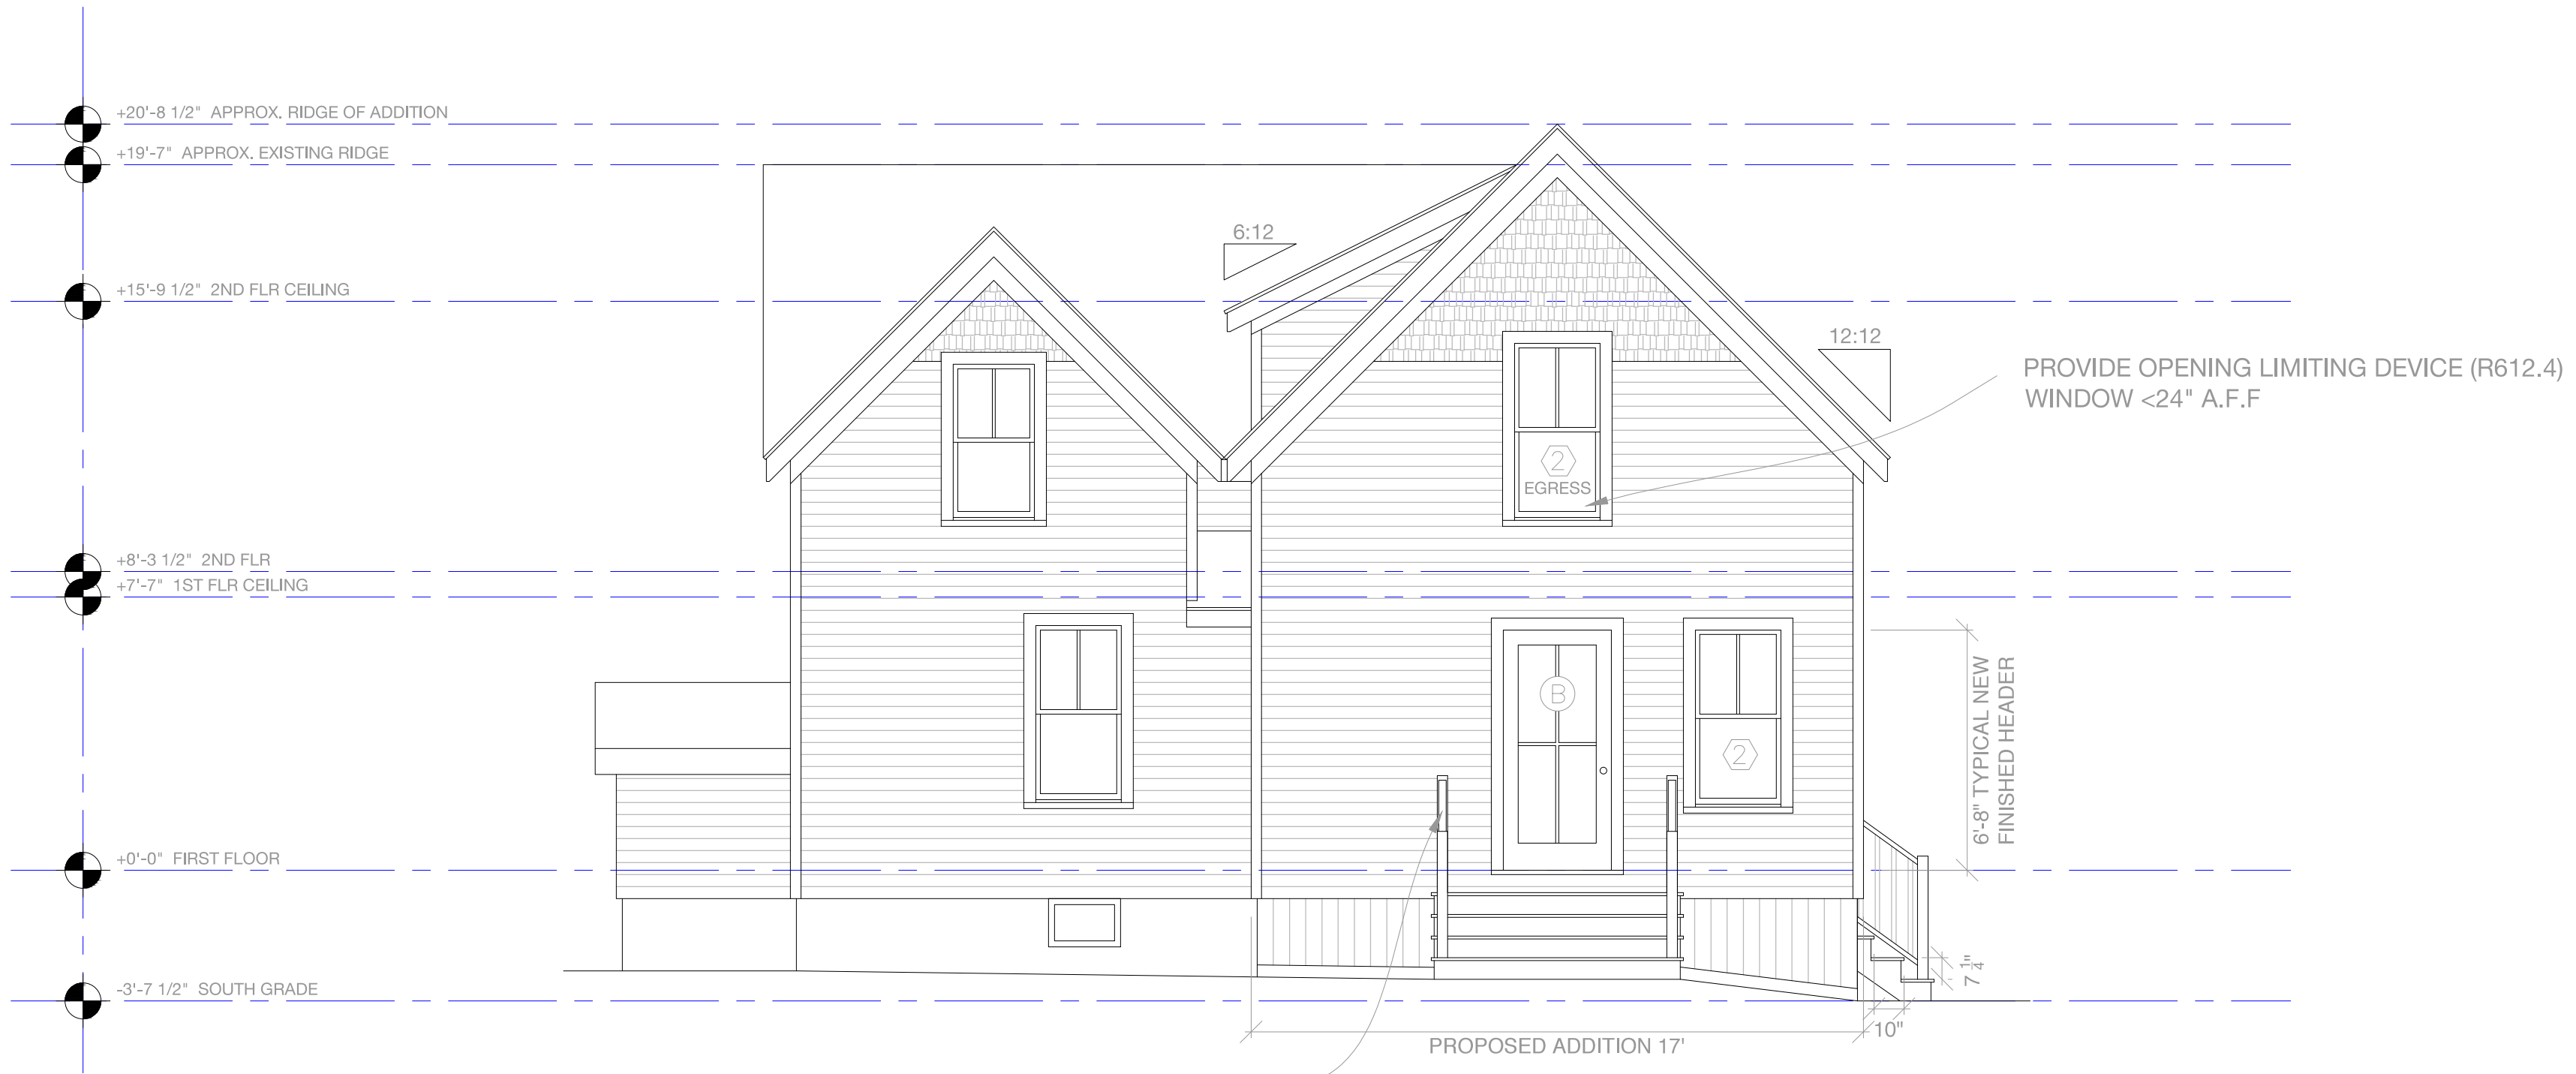 +20'-8 1/2"  APPROX. RIDGE OF ADDITION
+19'-7"  APPROX. EXISTING RIDGE
6:12
+15'-9 1/2"  2ND FLR CEILING
12:12
PROVIDE OPENING LIMITING DEVICE (R612.4)
WINDOW <24" A.F.F
2
EGRESS
+8'-3 1/2"  2ND FLR
+7'-7"  1ST FLR CEILING
B
2
6'-8" TYPICAL NEW
FINISHED HEADER
+0'-0"  FIRST FLOOR
7 1/4"
-3'-7 1/2"  SOUTH GRADE
10"
PROPOSED ADDITION 17'